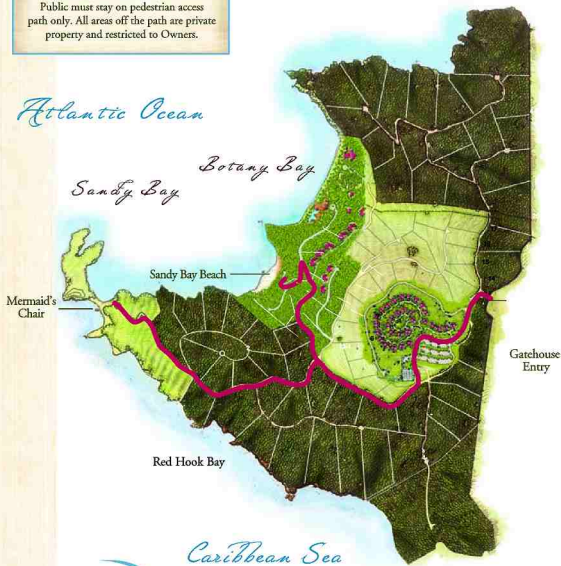 Public must stay on pedestrian access
path only. All areas off the path are private
property and restricted to Owners.
Atlantic Ocean
Botany Bay
Sandy Bay
Sandy Bay Beach
Mermaid's
Chair
Gatehouse
Entry
Red Hook Bay
Caribbean Sea